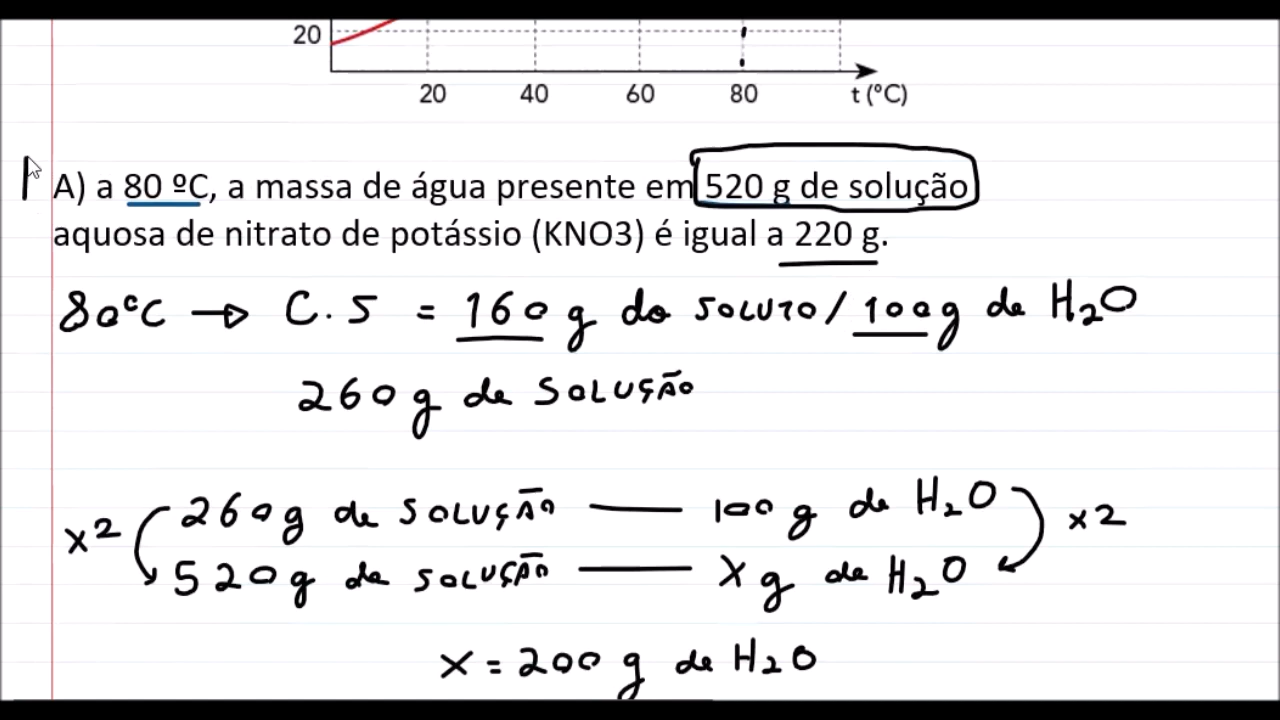 20
20 40 60 80 t (°C)
A) a 80 ºC, a massa de água presente em 520 g de solução
aquosa de nitrato de potássio (KNO3) é igual a 220 g.
80°C → C.S = 160 g do soluto / 100 g de H2O
260 g de solução
x2 260 g de solução — 100 g de H2O x2
520 g de solução — X g de H2O
X = 200 g de H2O